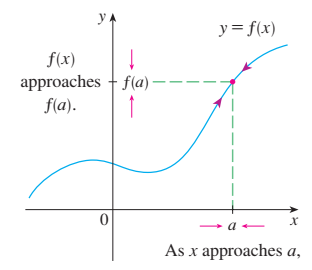 y
y = f(x)
f(x)
approaches
f(a).
f(a)
0
a
x
As x approaches a,